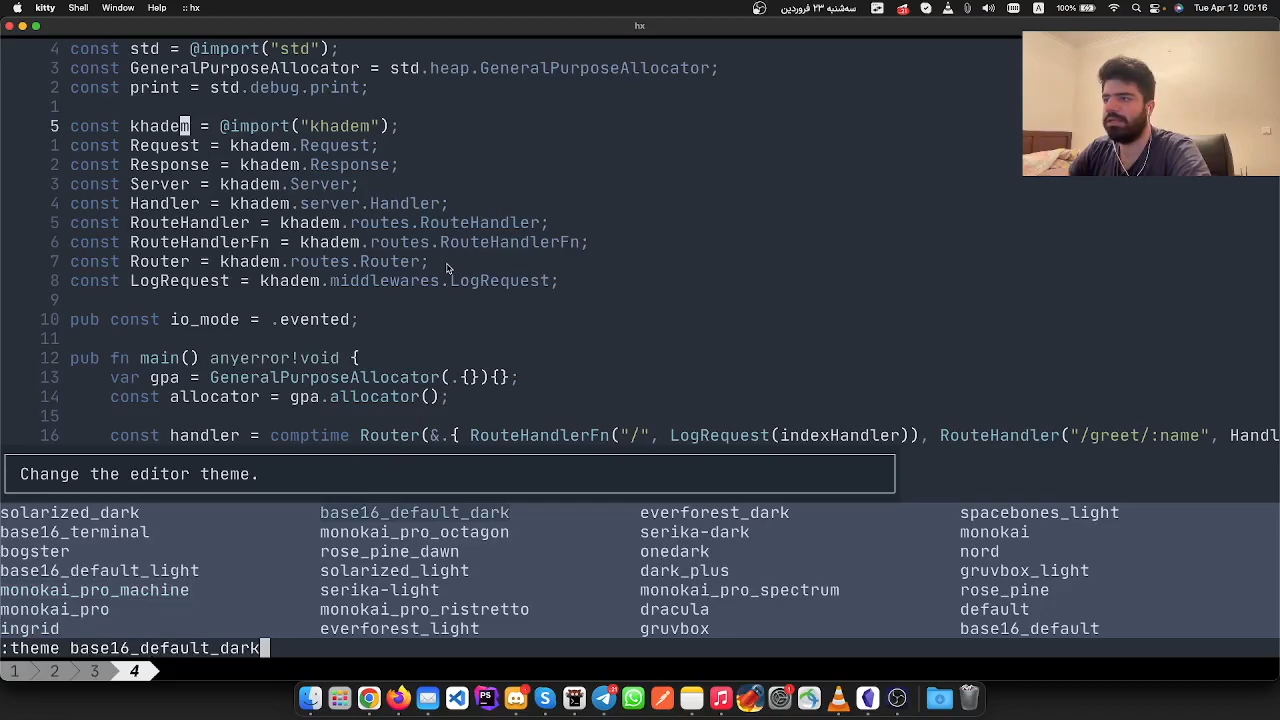 kitty Shell Window Help ::hx
100%
سه‌شنبه ۲۳ فروردین
Tue Apr 12 00:16
hx
4 const std = @import("std");
3 const GeneralPurposeAllocator = std.heap.GeneralPurposeAllocator;
2 const print = std.debug.print;
1
5 const khadem = @import("khadem");
1 const Request = khadem.Request;
2 const Response = khadem.Response;
3 const Server = khadem.Server;
4 const Handler = khadem.server.Handler;
5 const RouteHandler = khadem.routes.RouteHandler;
6 const RouteHandlerFn = khadem.routes.RouteHandlerFn;
7 const Router = khadem.routes.Router;
8 const LogRequest = khadem.middlewares.LogRequest;
9
10 pub const io_mode = .evented;
11
12 pub fn main() anyerror!void {
13 var gpa = GeneralPurposeAllocator(.{}){};
14 const allocator = gpa.allocator();
15
16 const handler = comptime Router(&.{ RouteHandlerFn("/", LogRequest(indexHandler)), RouteHandler("/greet/:name", Handl
Change the editor theme.
solarized_dark base16_default_dark everforest_dark spacebones_light
base16_terminal monokai_pro_octagon serika-dark monokai
bogster rose_pine_dawn onedark nord
base16_default_light solarized_light dark_plus gruvbox_light
monokai_pro_machine serika-light monokai_pro_spectrum rose_pine
monokai_pro monokai_pro_ristretto dracula default
ingrid everforest_light gruvbox base16_default
:theme base16_default_dark
1 2 3 4